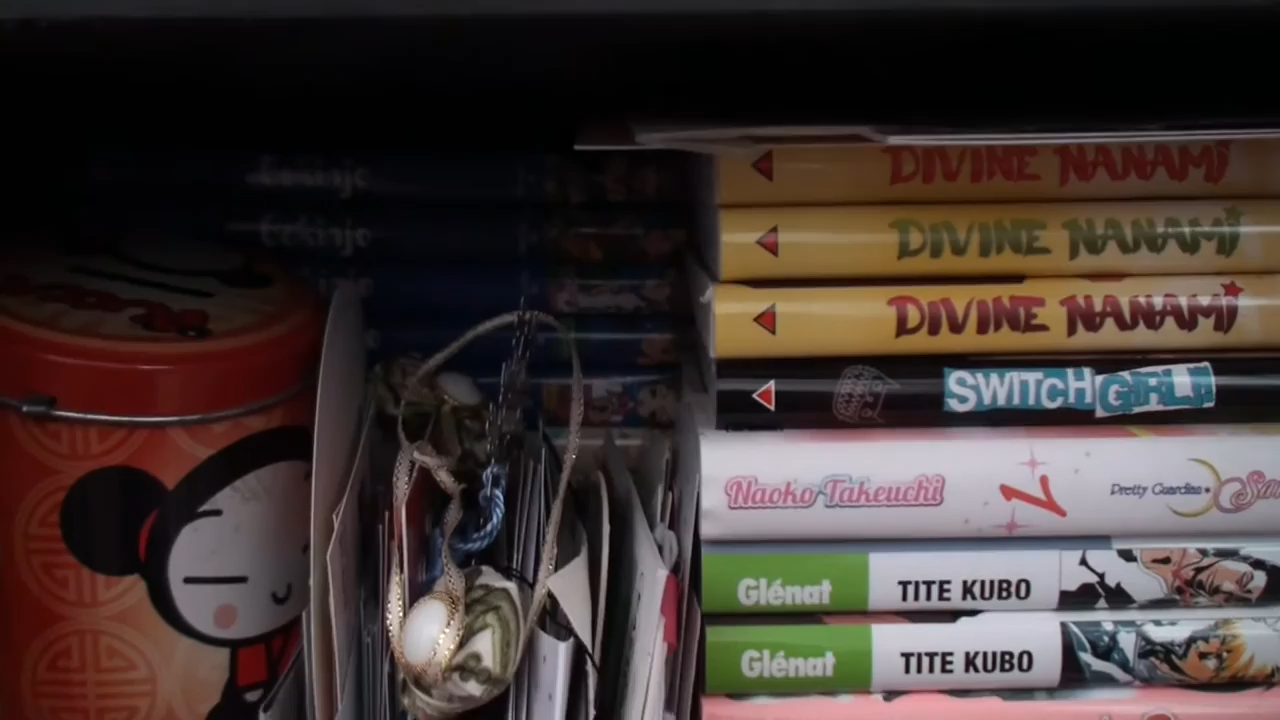 DIVINE NANAMI
DIVINE NANAMI
DIVINE NANAMI
SWITCH GIRL!!
Naoko Takeuchi
Pretty Guardian
Glénat TITE KUBO
Glénat TITE KUBO